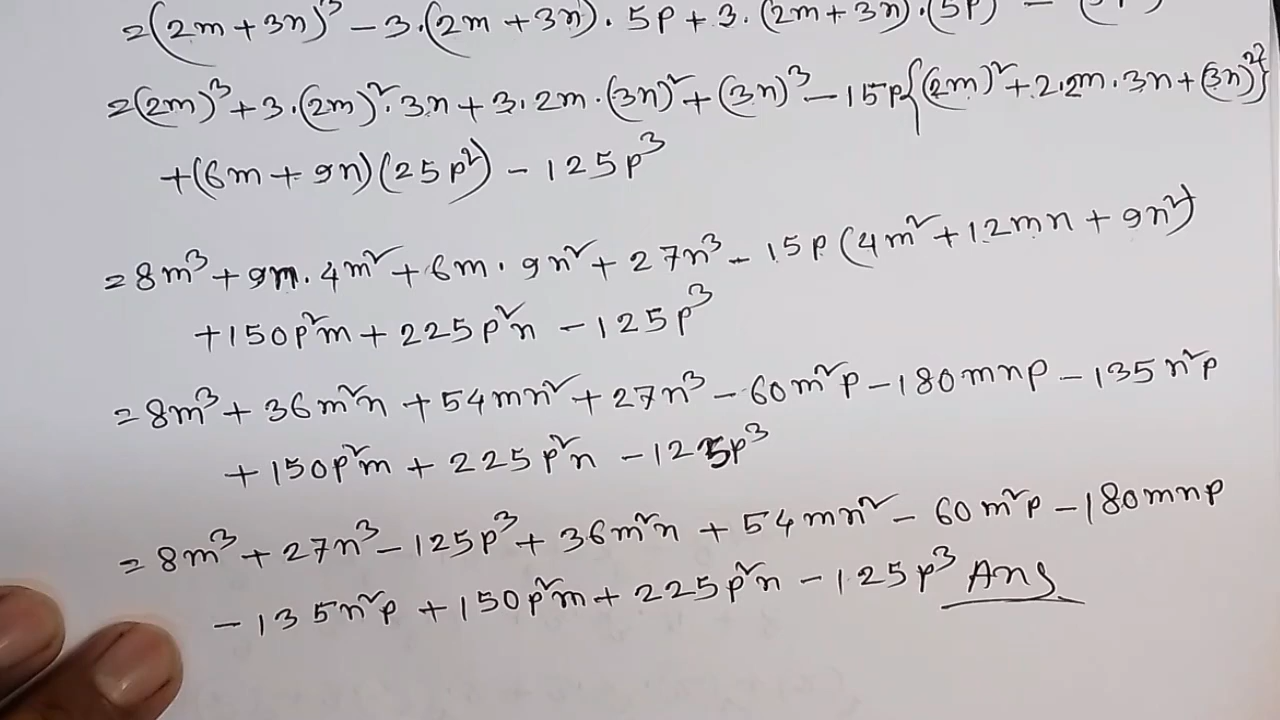 =(2m+3n)³-3.(2m+3n).5p+3.(2m+3n).(5p)
=(2m)³+3.(2m)².3n+3.2m.(3n)²+(3n)³-15p{(2m)²+2.2m.3n+(3n)²}
+(6m+9n)(25p²)-125p³
=8m³+9n.4m²+6m.9n²+27n³-15p(4m²+12mn+9n²)
+150p²m+225p²n-125p³
=8m³+36m²n+54mn²+27n³-60m²p-180mnp-135n²p
+150p²m+225p²n-125p³
=8m³+27n³-125p³+36m²n+54mn²-60m²p-180mnp
-135n²p+150p²m+225p²n-125p³ Ans